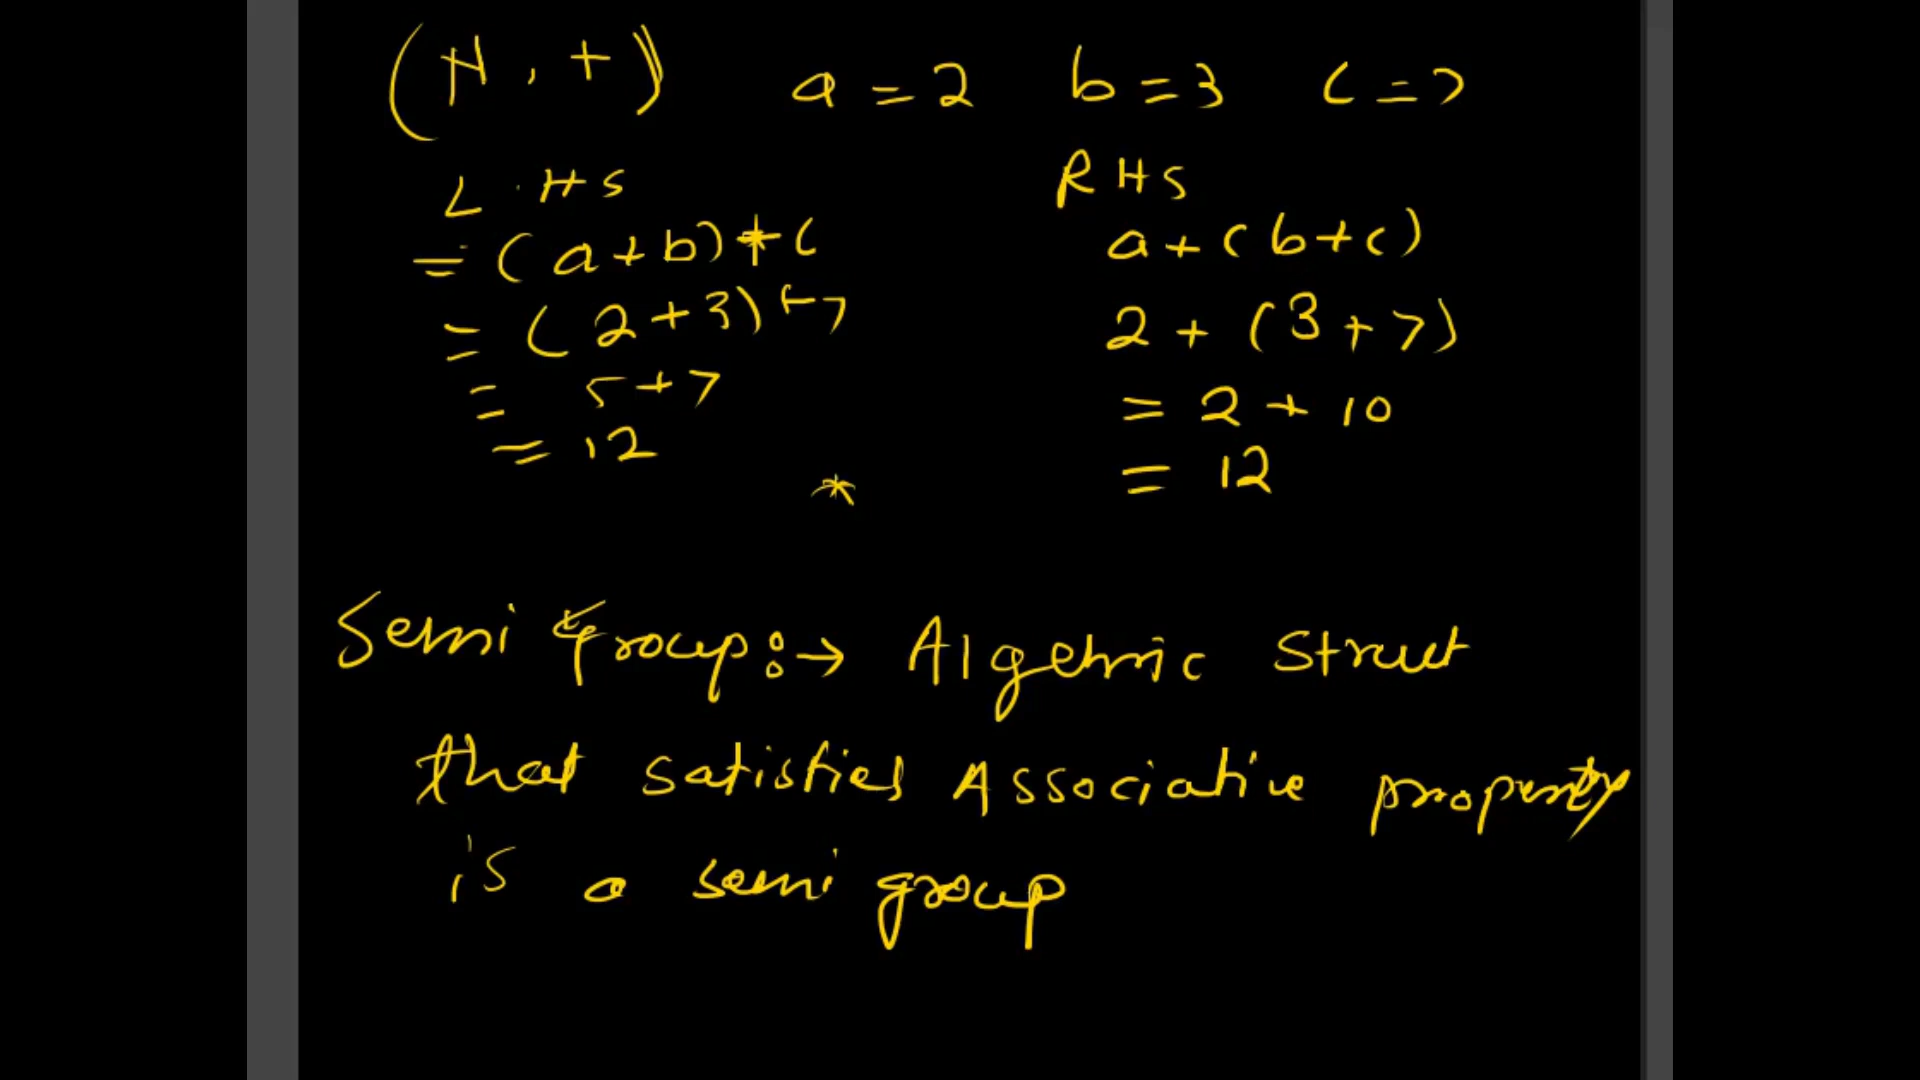 (N, +) a = 2 b = 3 c = 7
L.HS RHS
= (a+b)+c a+(b+c)
= (2+3)+7 2+(3+7)
= 5+7 = 2+10
= 12 = 12
*
Semi Group:→ Algebric Struct
that satisfies Associative property
is a semi group